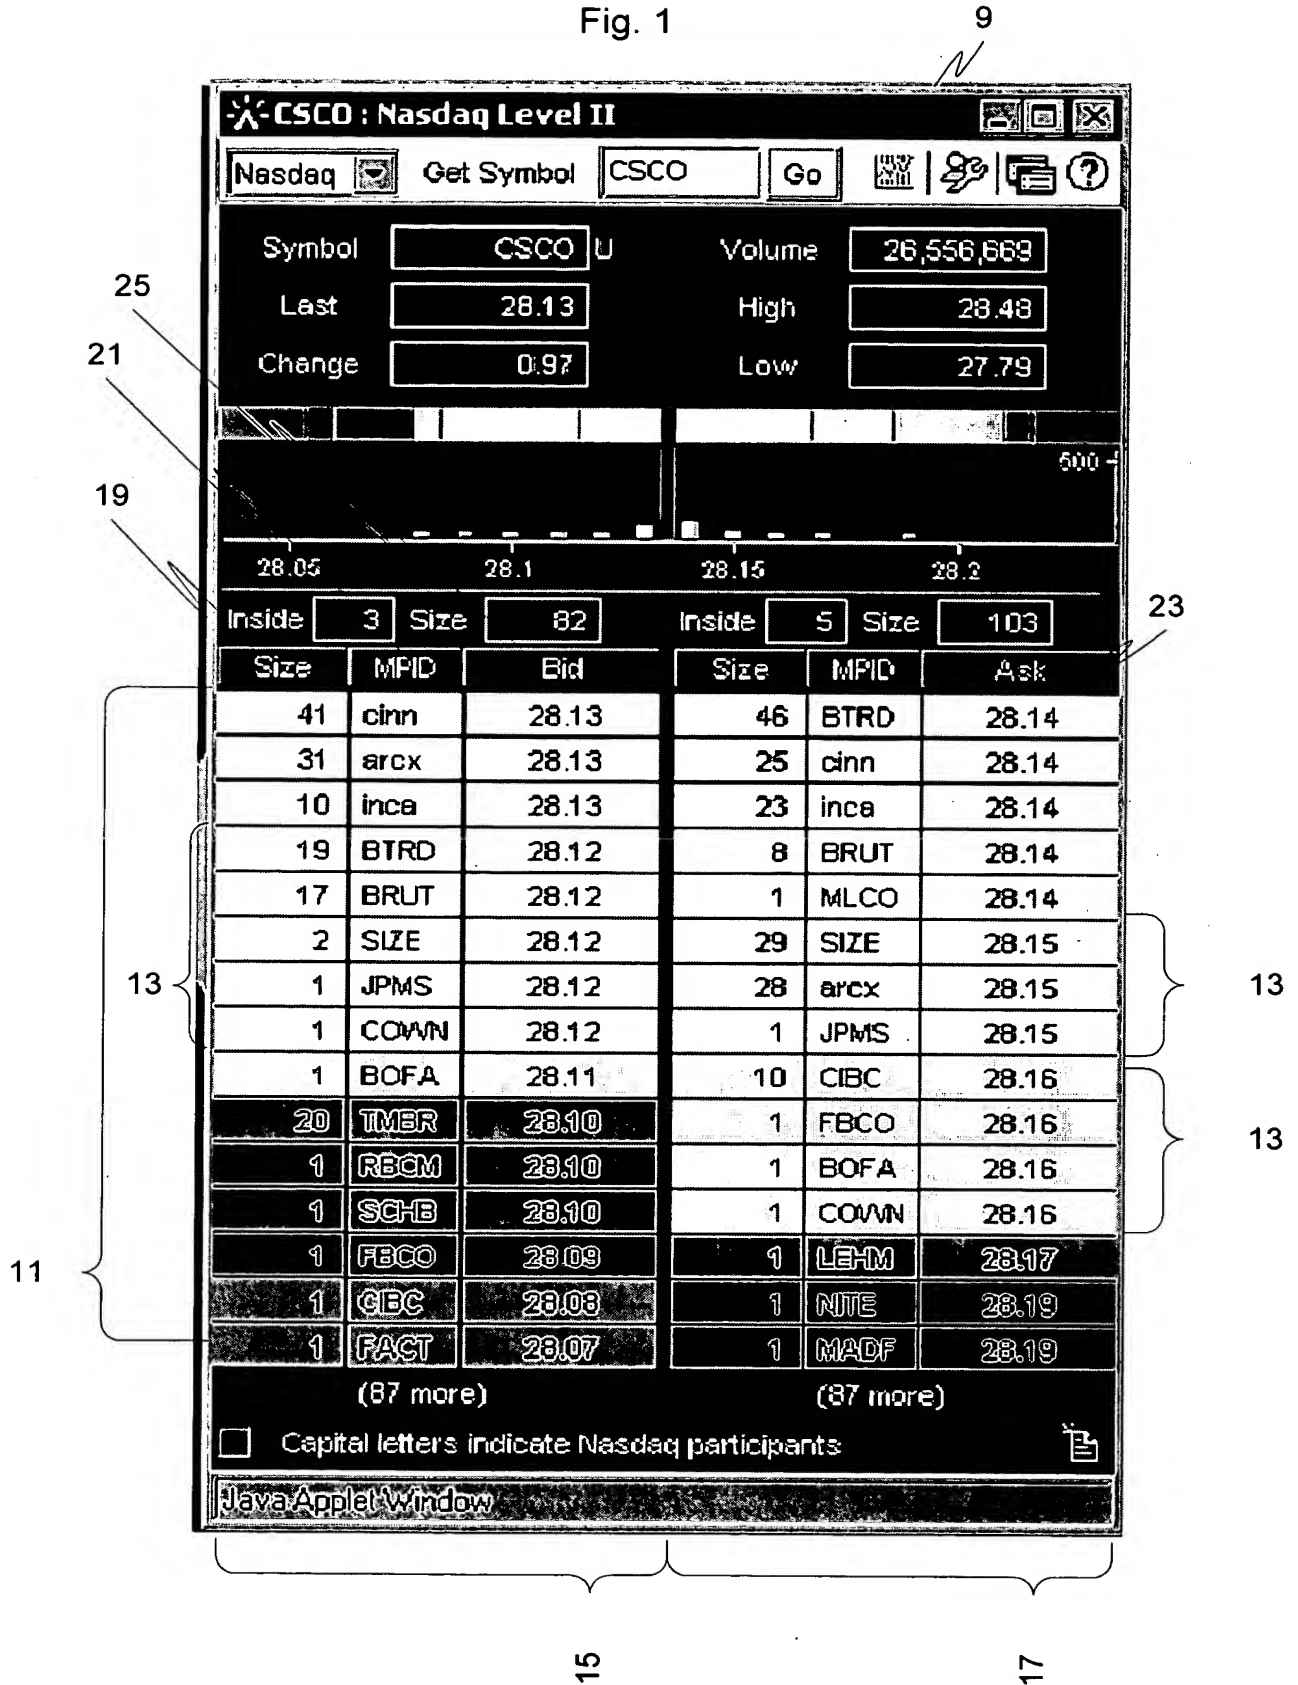 Fig. 1
9
CSCO : Nasdaq Level II
Nasdaq Get Symbol CSCO Go ?
Symbol CSCO U Volume 26,556,669
25
Last 28.13 High 28.48
21
Change 0.97 Low 27.79
500
19
28.05 28.1 28.15 28.2
Inside 3 Size 82 Inside 5 Size 103
23
Size MPID Bid Size MPID Ask
41 cinn 28.13 46 BTRD 28.14
31 arcx 28.13 25 cinn 28.14
10 inca 28.13 23 inca 28.14
19 BTRD 28.12 8 BRUT 28.14
17 BRUT 28.12 1 MLCO 28.14
2 SIZE 28.12 29 SIZE 28.15
13 1 JPMS 28.12 28 arcx 28.15 13
1 COWN 28.12 1 JPMS 28.15
1 BOFA 28.11 10 CIBC 28.16
20 TMBR 28.10 1 FBCO 28.16 13
1 RBCM 28.10 1 BOFA 28.16
1 SCHB 28.10 1 COWN 28.16
11 1 FBCO 28.09 1 LEHM 28.17
1 CIBC 28.08 1 NITE 28.19
1 FACT 28.07 1 MADF 28.19
(87 more) (87 more)
Capital letters indicate Nasdaq participants
Java Applet Window
15 17